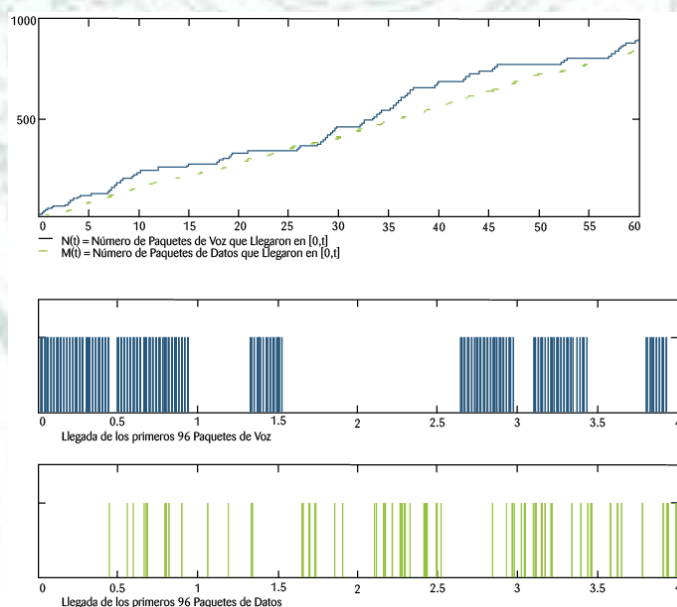 1000
500
0 5 10 15 20 25 30 35 40 45 50 55 60
N(t) = Número de Paquetes de Voz que Llegaron en [0,t]
M(t) = Número de Paquetes de Datos que Llegaron en [0,t]
0 0.5 1 1.5 2 2.5 3 3.5 4
Llegada de los primeros 96 Paquetes de Voz
0 0.5 1 1.5 2 2.5 3 3.5 4
Llegada de los primeros 96 Paquetes de Datos